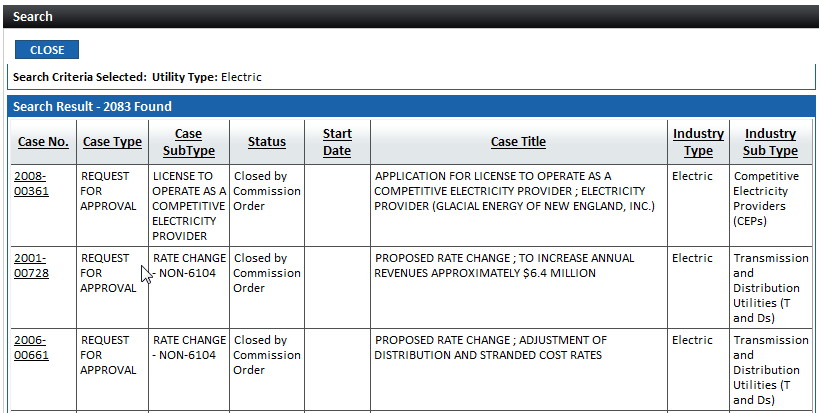 Search
CLOSE
Search Criteria Selected: Utility Type: Electric
Search Result - 2083 Found
Case No.
Case Type
Case
SubType
Status
Start
Date
Case Title
Industry
Type
Industry
Sub Type
2008-
00361
REQUEST
FOR
APPROVAL
LICENSE TO
OPERATE AS A
COMPETITIVE
ELECTRICITY
PROVIDER
Closed by
Commission
Order
APPLICATION FOR LICENSE TO OPERATE AS A
COMPETITIVE ELECTRICITY PROVIDER ; ELECTRICITY
PROVIDER (GLACIAL ENERGY OF NEW ENGLAND, INC.)
Electric
Competitive
Electricity
Providers
(CEPs)
2001-
00728
REQUEST
FOR
APPROVAL
RATE CHANGE
- NON-6104
Closed by
Commission
Order
PROPOSED RATE CHANGE ; TO INCREASE ANNUAL
REVENUES APPROXIMATELY $6.4 MILLION
Electric
Transmission
and
Distribution
Utilities (T
and Ds)
2006-
00661
REQUEST
FOR
APPROVAL
RATE CHANGE
- NON-6104
Closed by
Commission
Order
PROPOSED RATE CHANGE ; ADJUSTMENT OF
DISTRIBUTION AND STRANDED COST RATES
Electric
Transmission
and
Distribution
Utilities (T
and Ds)